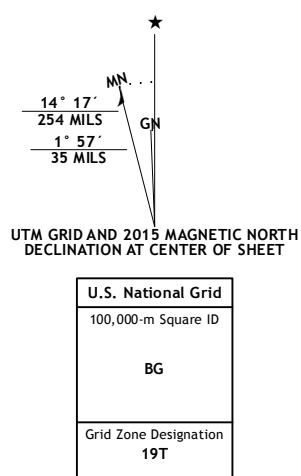 ★
MN
GN
14° 17´
254 MILS
1° 57´
35 MILS
UTM GRID AND 2015 MAGNETIC NORTH
DECLINATION AT CENTER OF SHEET
U.S. National Grid
100,000-m Square ID
BG
Grid Zone Designation
19T